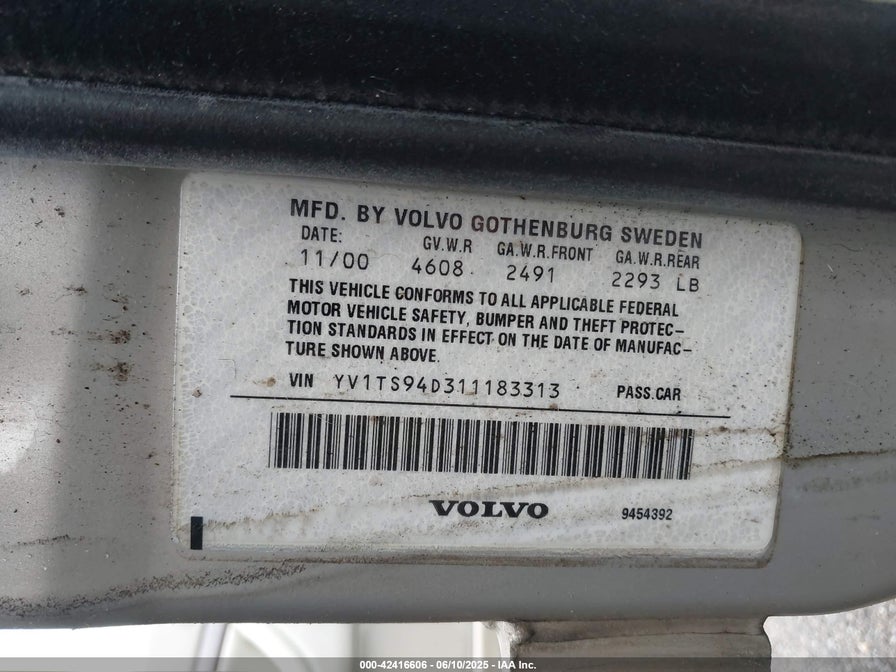 MFD. BY VOLVO GOTHENBURG SWEDEN
DATE: GV.W.R GA.W.R.FRONT GA.W.R.REAR
11/00 4608 2491 2293 LB
THIS VEHICLE CONFORMS TO ALL APPLICABLE FEDERAL
MOTOR VEHICLE SAFETY, BUMPER AND THEFT PROTEC-
TION STANDARDS IN EFFECT ON THE DATE OF MANUFAC-
TURE SHOWN ABOVE.
VIN YV1TS94D311183313 PASS.CAR
VOLVO 9454392
000-42416606 - 06/10/2025 - IAA Inc.